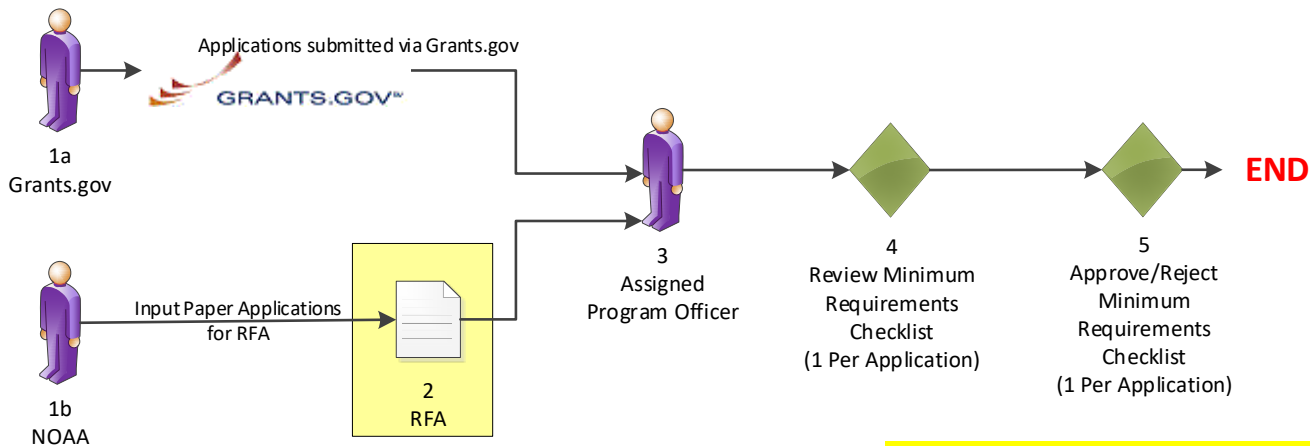 Applications submitted via Grants.gov
GRANTS.GOV℠
1a
Grants.gov
Input Paper Applications
for RFA
1b
NOAA
2
RFA
3
Assigned
Program Officer
4
Review Minimum
Requirements
Checklist
(1 Per Application)
5
Approve/Reject
Minimum
Requirements
Checklist
(1 Per Application)
END